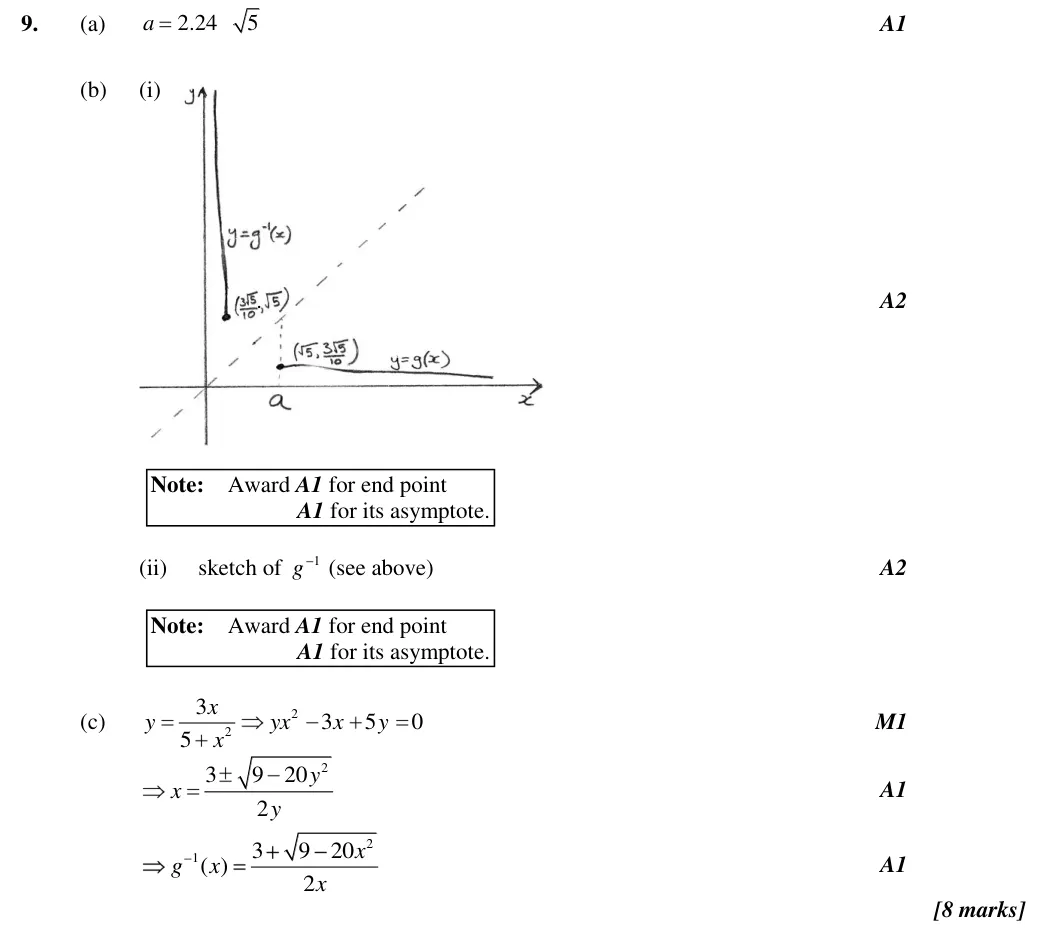 9. (a) a = 2.24 √5 A1
(b) (i) y
y=g⁻¹(x)
(3√5/10, √5) A2
(√5, 3√5/10) y=g(x)
a x
Note: Award A1 for end point
A1 for its asymptote.
(ii) sketch of g⁻¹ (see above) A2
Note: Award A1 for end point
A1 for its asymptote.
(c) y = 3x/(5 + x²) ⇒ yx² − 3x + 5y = 0 M1
⇒ x = (3 ± √(9 − 20y²))/(2y) A1
⇒ g⁻¹(x) = (3 + √(9 − 20x²))/(2x) A1
[8 marks]